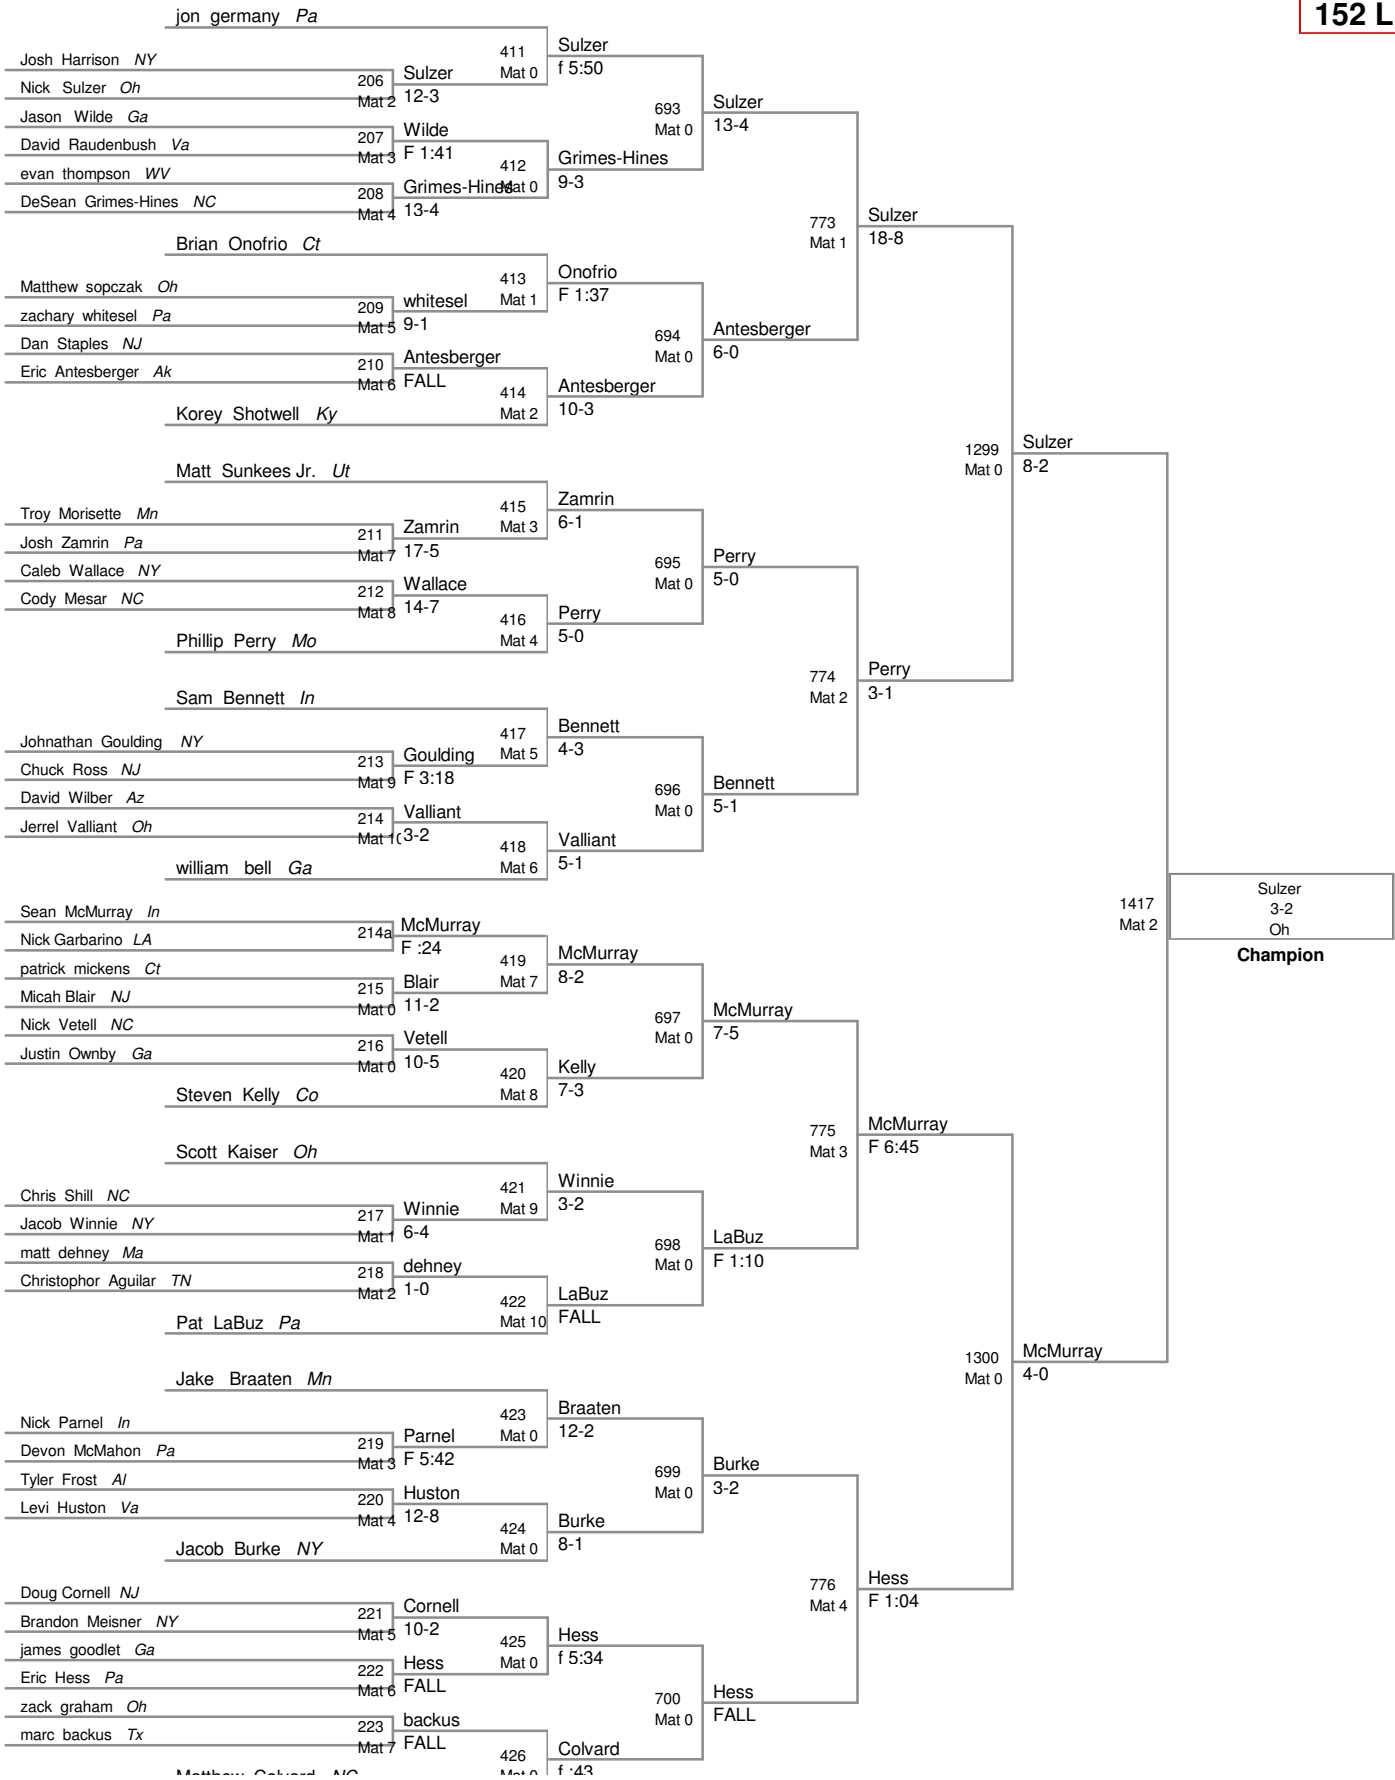 152 L
jon germany Pa
Josh Harrison NY
Nick Sulzer Oh
206
Mat 2
Sulzer
12-3
411
Mat 0
Sulzer
f 5:50
Jason Wilde Ga
David Raudenbush Va
207
Mat 3
Wilde
F 1:41
evan thompson WV
DeSean Grimes-Hines NC
208
Mat 4
Grimes-Hines
13-4
412
Mat 0
Grimes-Hines
9-3
693
Mat 0
Sulzer
13-4
Brian Onofrio Ct
Matthew sopczak Oh
zachary whitesel Pa
209
Mat 5
whitesel
9-1
413
Mat 1
Onofrio
F 1:37
Dan Staples NJ
Eric Antesberger Ak
210
Mat 6
Antesberger
FALL
Korey Shotwell Ky
414
Mat 2
Antesberger
10-3
694
Mat 0
Antesberger
6-0
773
Mat 1
Sulzer
18-8
Matt Sunkees Jr. Ut
Troy Morisette Mn
Josh Zamrin Pa
211
Mat 7
Zamrin
17-5
415
Mat 3
Zamrin
6-1
Caleb Wallace NY
Cody Mesar NC
212
Mat 8
Wallace
14-7
Phillip Perry Mo
416
Mat 4
Perry
5-0
695
Mat 0
Perry
5-0
Sam Bennett In
Johnathan Goulding NY
Chuck Ross NJ
213
Mat 9
Goulding
F 3:18
417
Mat 5
Bennett
4-3
David Wilber Az
Jerrel Valliant Oh
214
Mat 10
Valliant
3-2
william bell Ga
418
Mat 6
Valliant
5-1
696
Mat 0
Bennett
5-1
774
Mat 2
Perry
3-1
1299
Mat 0
Sulzer
8-2
Sean McMurray In
Nick Garbarino LA
214a
McMurray
F :24
patrick mickens Ct
Micah Blair NJ
215
Mat 0
Blair
11-2
419
Mat 7
McMurray
8-2
Nick Vetell NC
Justin Ownby Ga
216
Mat 0
Vetell
10-5
Steven Kelly Co
420
Mat 8
Kelly
7-3
697
Mat 0
McMurray
7-5
Scott Kaiser Oh
Chris Shill NC
Jacob Winnie NY
217
Mat 1
Winnie
6-4
421
Mat 9
Winnie
3-2
matt dehney Ma
Christophor Aguilar TN
218
Mat 2
dehney
1-0
Pat LaBuz Pa
422
Mat 10
LaBuz
FALL
698
Mat 0
LaBuz
F 1:10
775
Mat 3
McMurray
F 6:45
Jake Braaten Mn
Nick Parnel In
Devon McMahon Pa
219
Mat 3
Parnel
F 5:42
423
Mat 0
Braaten
12-2
Tyler Frost Al
Levi Huston Va
220
Mat 4
Huston
12-8
Jacob Burke NY
424
Mat 0
Burke
8-1
699
Mat 0
Burke
3-2
Doug Cornell NJ
Brandon Meisner NY
221
Mat 5
Cornell
10-2
james goodlet Ga
Eric Hess Pa
222
Mat 6
Hess
FALL
425
Mat 0
Hess
f 5:34
zack graham Oh
marc backus Tx
223
Mat 7
backus
FALL
Matthew Colvard NC
426
Mat 0
Colvard
f :43
700
Mat 0
Hess
FALL
776
Mat 4
Hess
F 1:04
1300
Mat 0
McMurray
4-0
1417
Mat 2
Sulzer
3-2
Oh
Champion